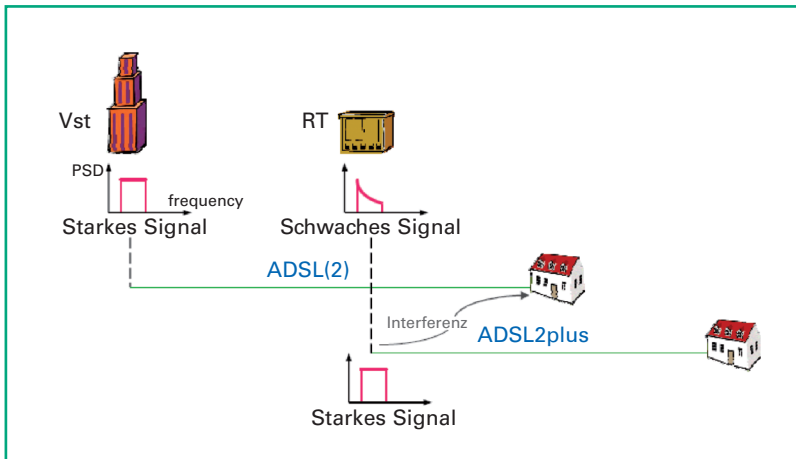 Vst
RT
PSD
frequency
Starkes Signal
Schwaches Signal
ADSL(2)
Interferenz
ADSL2plus
Starkes Signal